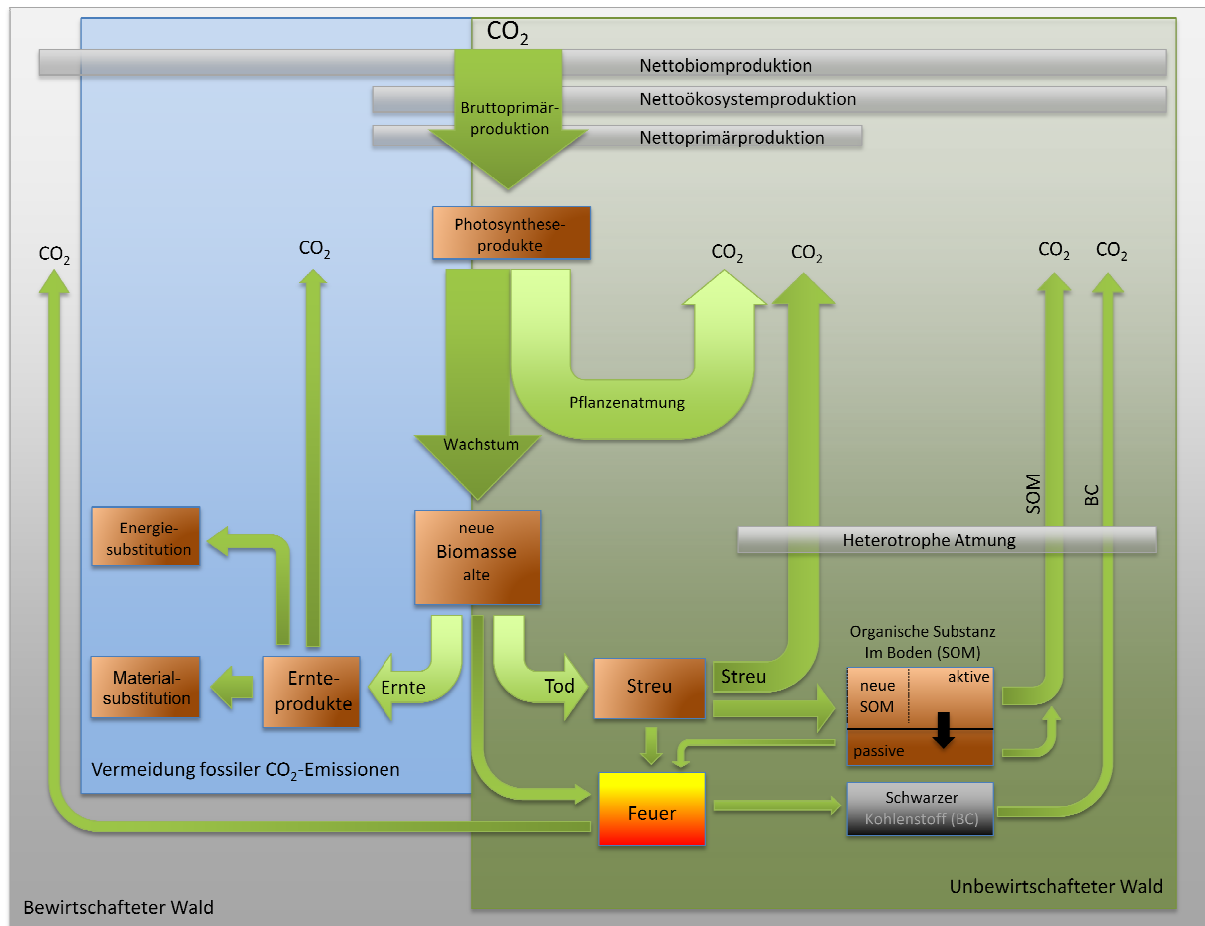 CO₂
Nettobiomproduktion
Nettoökosystemproduktion
Bruttoprimär-
produktion
Nettoprimärproduktion
Photosynthese-
produkte
CO₂
CO₂
CO₂
CO₂
CO₂
CO₂
Pflanzenatmung
Wachstum
SOM
BC
Energie-
substitution
neue
Biomasse
alte
Heterotrophe Atmung
Organische Substanz
Im Boden (SOM)
Material-
substitution
Ernte-
produkte
Ernte
Tod
Streu
Streu
neue
SOM
aktive
passive
Vermeidung fossiler CO₂-Emissionen
Feuer
Schwarzer
Kohlenstoff (BC)
Unbewirtschafteter Wald
Bewirtschafteter Wald